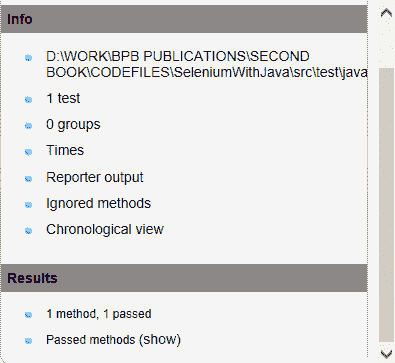 Info
D:\WORK\BPB PUBLICATIONS\SECOND
BOOK\CODEFILES\SeleniumWithJava\src\test\java
1 test
0 groups
Times
Reporter output
Ignored methods
Chronological view
Results
1 method, 1 passed
Passed methods (show)